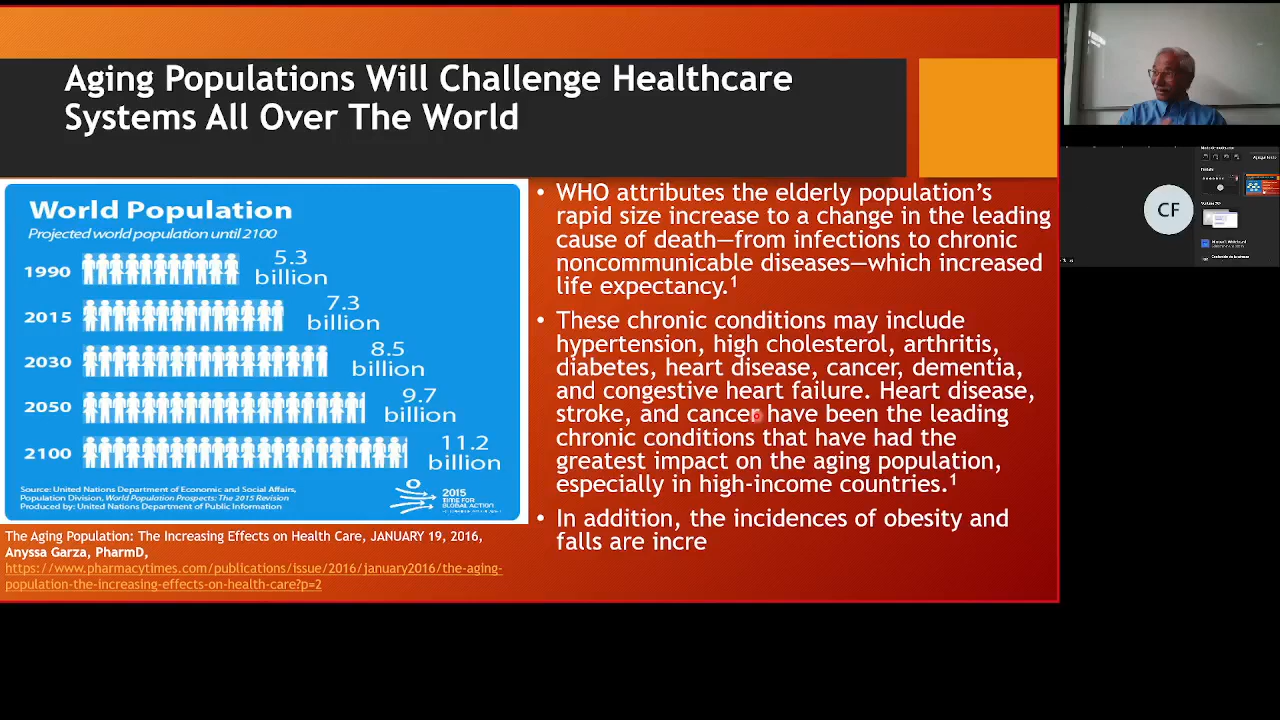 Aging Populations Will Challenge Healthcare
Systems All Over The World
World Population
Projected world population until 2100
1990
5.3
billion
2015
7.3
billion
2030
8.5
billion
2050
9.7
billion
2100
11.2
billion
Source: United Nations Department of Economic and Social Affairs,
Population Division, World Population Prospects: The 2015 Revision
Produced by: United Nations Department of Public Information
2015
TIME FOR
GLOBAL ACTION
The Aging Population: The Increasing Effects on Health Care, JANUARY 19, 2016,
Anyssa Garza, PharmD,
https://www.pharmacytimes.com/publications/issue/2016/january2016/the-aging-
population-the-increasing-effects-on-health-care?p=2
• WHO attributes the elderly population’s
rapid size increase to a change in the leading
cause of death—from infections to chronic
noncommunicable diseases—which increased
life expectancy.¹
• These chronic conditions may include
hypertension, high cholesterol, arthritis,
diabetes, heart disease, cancer, dementia,
and congestive heart failure. Heart disease,
stroke, and cancer have been the leading
chronic conditions that have had the
greatest impact on the aging population,
especially in high-income countries.¹
• In addition, the incidences of obesity and
falls are incre
CF